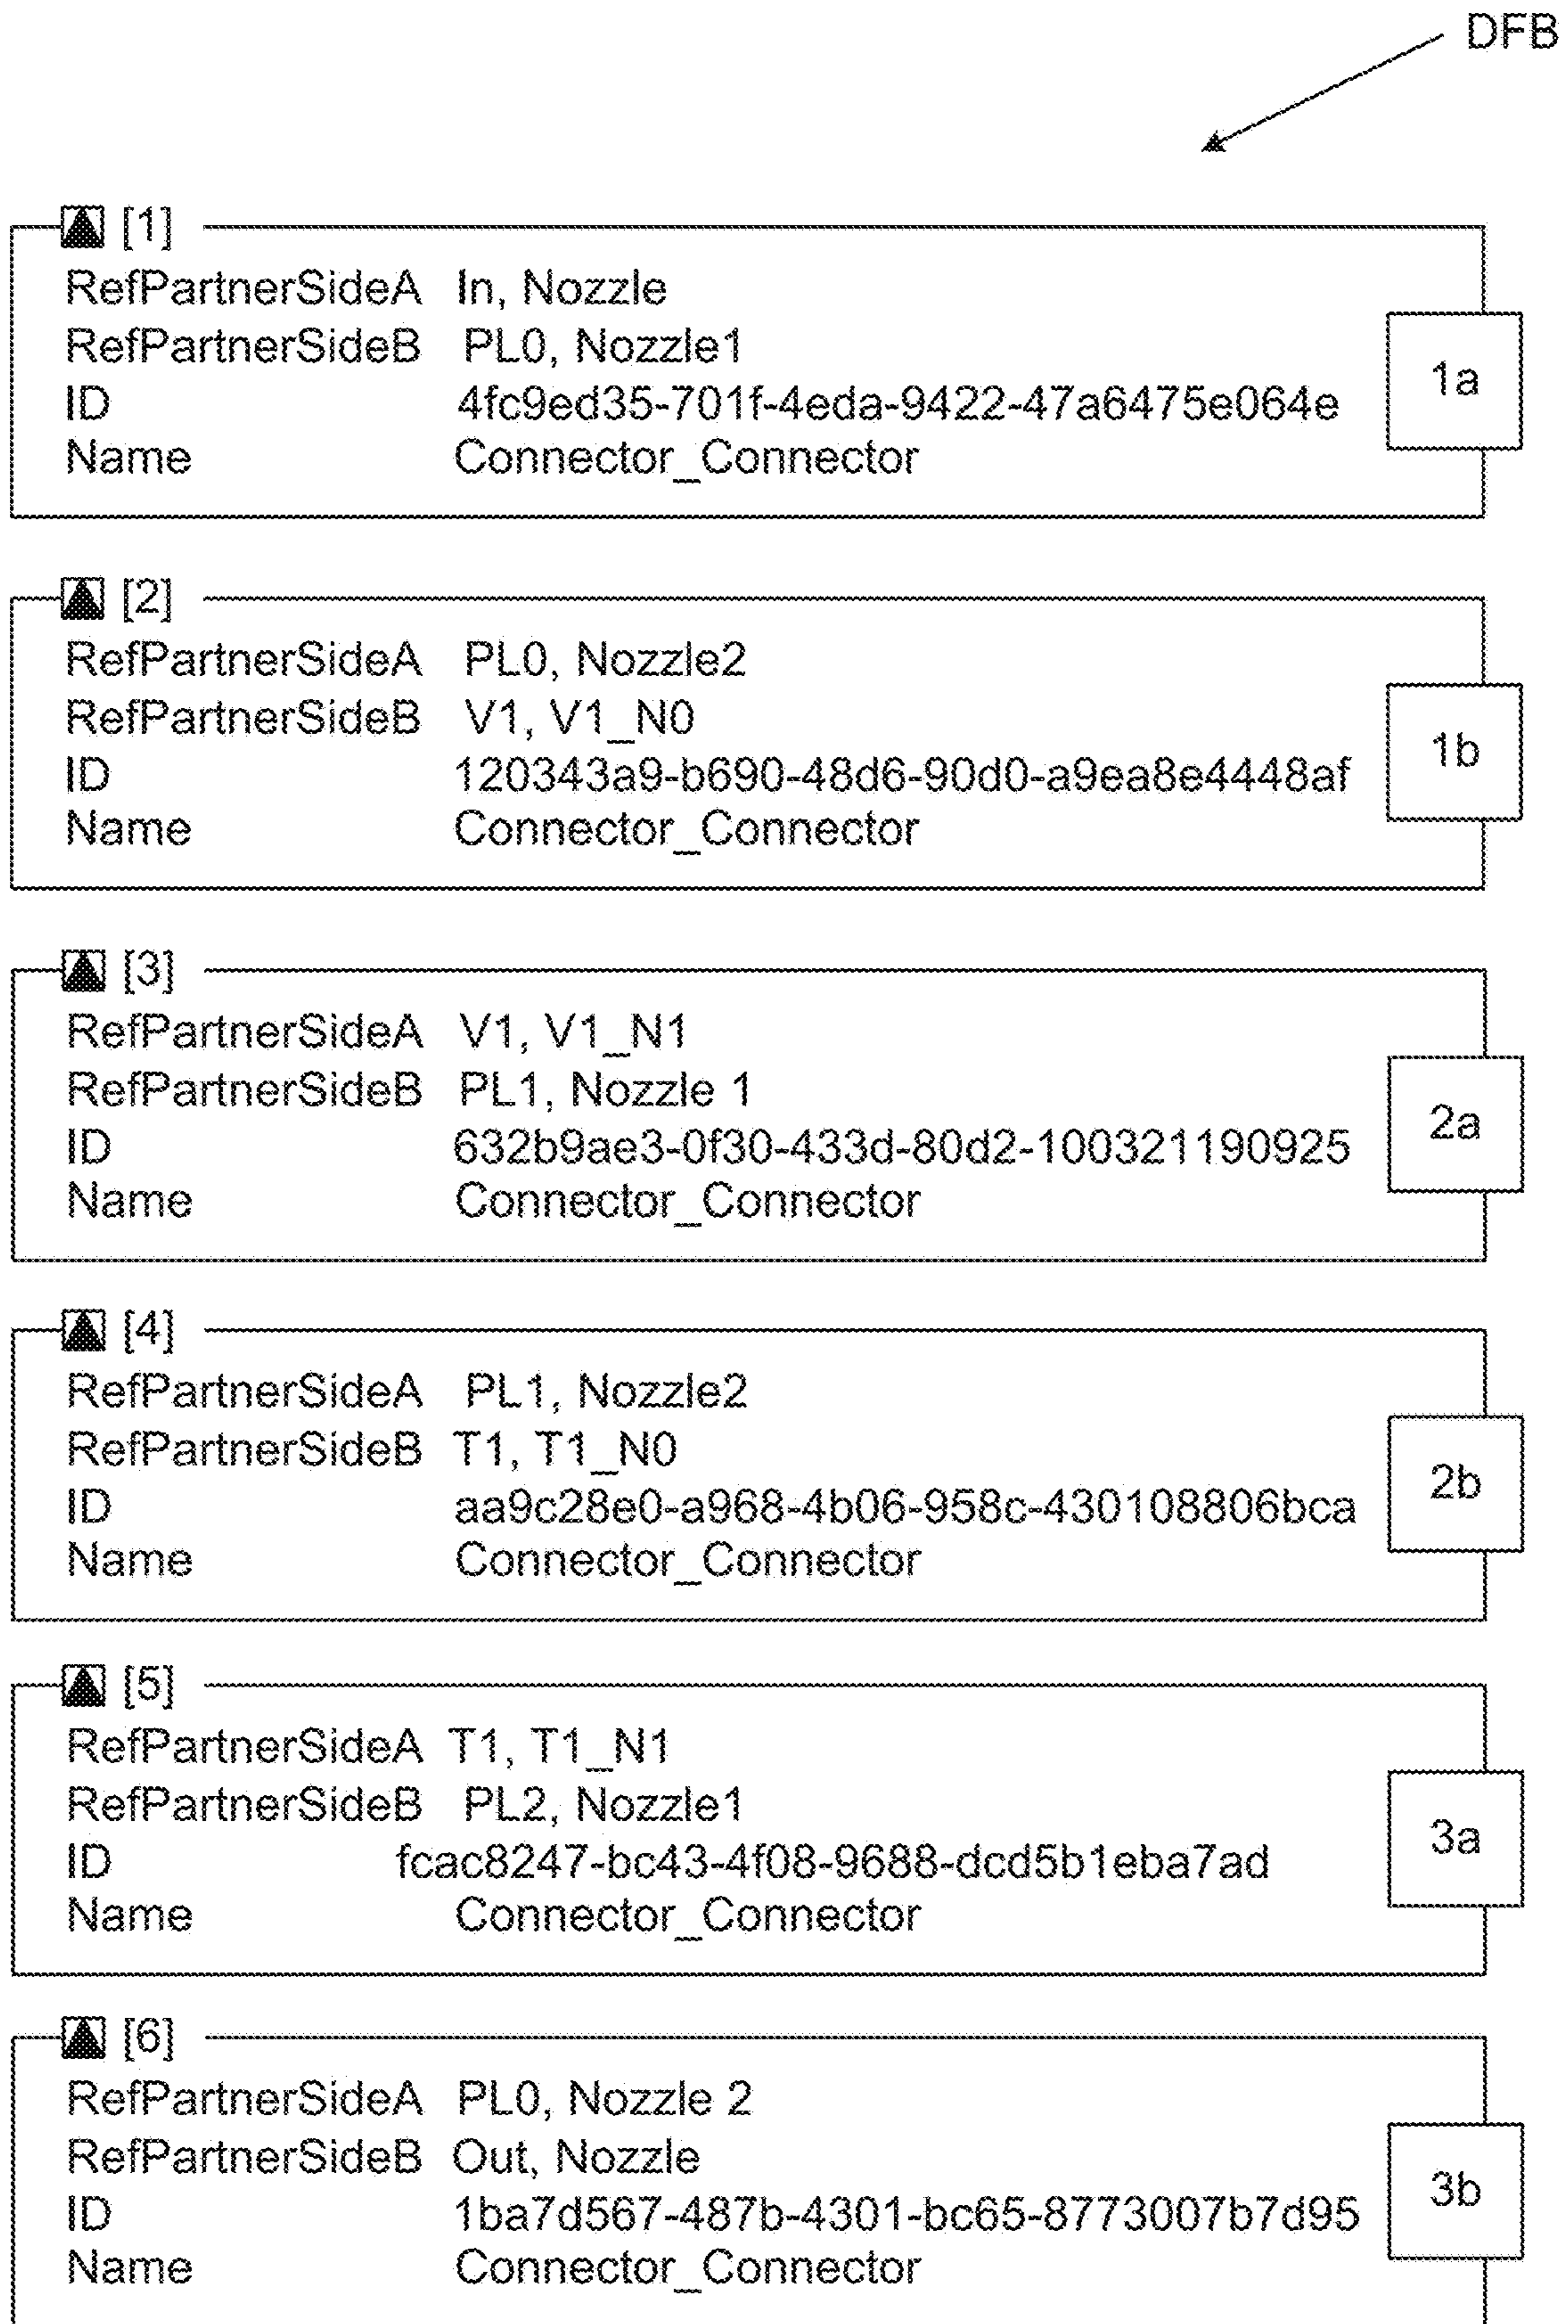 DFB
[1]
RefPartnerSideA In, Nozzle
RefPartnerSideB PL0, Nozzle1
ID 4fc9ed35-701f-4eda-9422-47a6475e064e
Name Connector_Connector
1a
[2]
RefPartnerSideA PL0, Nozzle2
RefPartnerSideB V1, V1_N0
ID 120343a9-b690-48d6-90d0-a9ea8e4448af
Name Connector_Connector
1b
[3]
RefPartnerSideA V1, V1_N1
RefPartnerSideB PL1, Nozzle 1
ID 632b9ae3-0f30-433d-80d2-100321190925
Name Connector_Connector
2a
[4]
RefPartnerSideA PL1, Nozzle2
RefPartnerSideB T1, T1_N0
ID aa9c28e0-a968-4b06-958c-430108806bca
Name Connector_Connector
2b
[5]
RefPartnerSideA T1, T1_N1
RefPartnerSideB PL2, Nozzle1
ID fcac8247-bc43-4f08-9688-dcd5b1eba7ad
Name Connector_Connector
3a
[6]
RefPartnerSideA PL0, Nozzle 2
RefPartnerSideB Out, Nozzle
ID 1ba7d567-487b-4301-bc65-8773007b7d95
Name Connector_Connector
3b